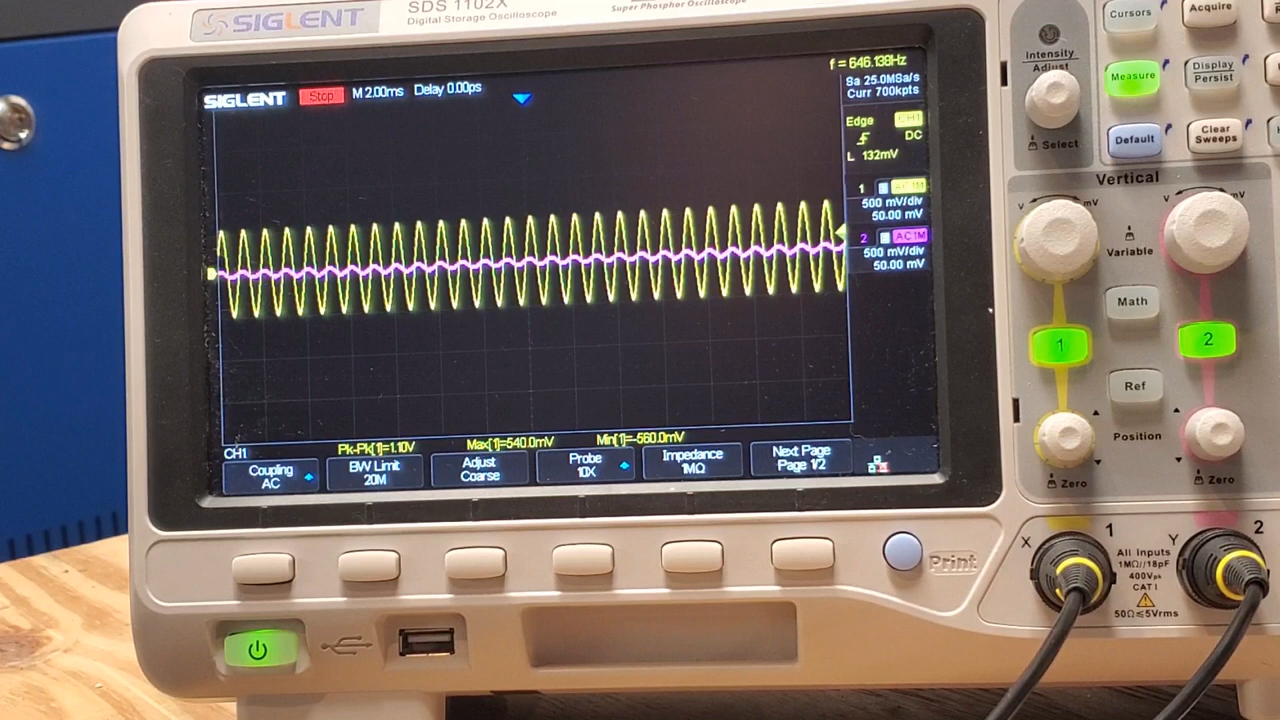 SIGLENT
SDS 1102X
Digital Storage Oscilloscope
Super Phosphor Oscilloscope
SIGLENT Stop M 2.00ms Delay 0.00ps
f = 646.138Hz
Sa 25.0MSa/s
Curr 700kpts
Edge CH1
DC
L 132mV
1 AC1M
500 mV/div
50.00 mV
2 AC1M
500 mV/div
50.00 mV
Pk-Pk[1]=1.10V Max[1]=540.0mV Min[1]=-560.0mV
CH1
Coupling
AC
BW Limit
20M
Adjust
Coarse
Probe
10X
Impedance
1MΩ
Next Page
Page 1/2
Print
Intensity
Adjust
Select
Cursors
Acquire
Measure
Display
Persist
Default
Clear
Sweeps
Vertical
V mV
V mV
Variable
Math
1
2
Ref
Position
Zero
Zero
X 1
Y 2
All Inputs
1MΩ//18pF
400Vpk
CAT I
50Ω≤5Vrms